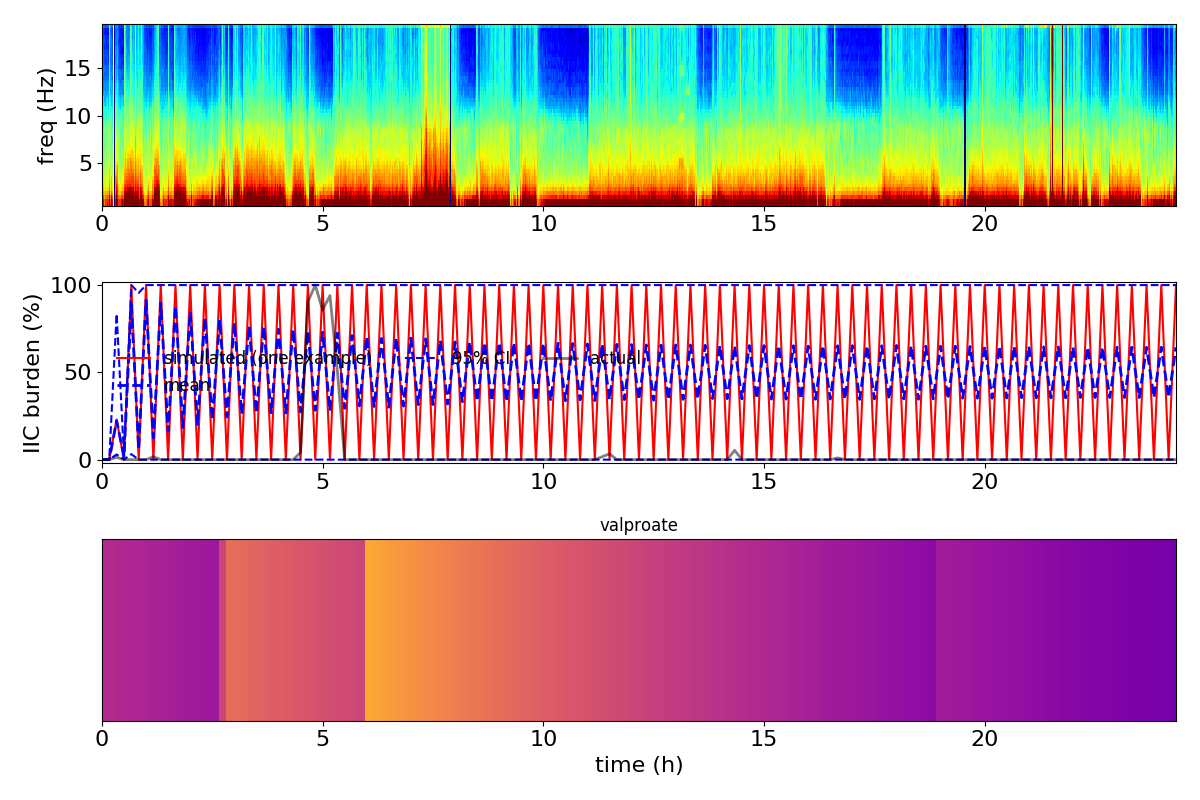 freq (Hz)
15
10
5
0 5 10 15 20
IIC burden (%)
100
50
0
simulated (one example) 95% CI actual
mean
0 5 10 15 20
valproate
0 5 10 15 20
time (h)